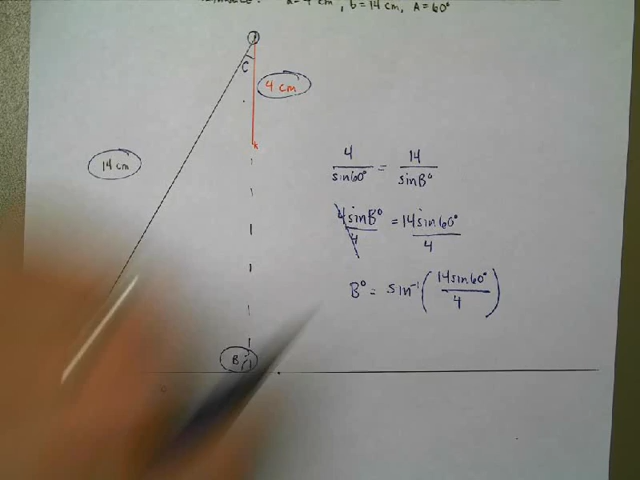 a = 4 cm, b = 14 cm, A = 60°
C
4 cm
14 cm
4/sin60° = 14/sinB°
4sinB°/4 = 14sin60°/4
B° = sin⁻¹(14sin60°/4)
B